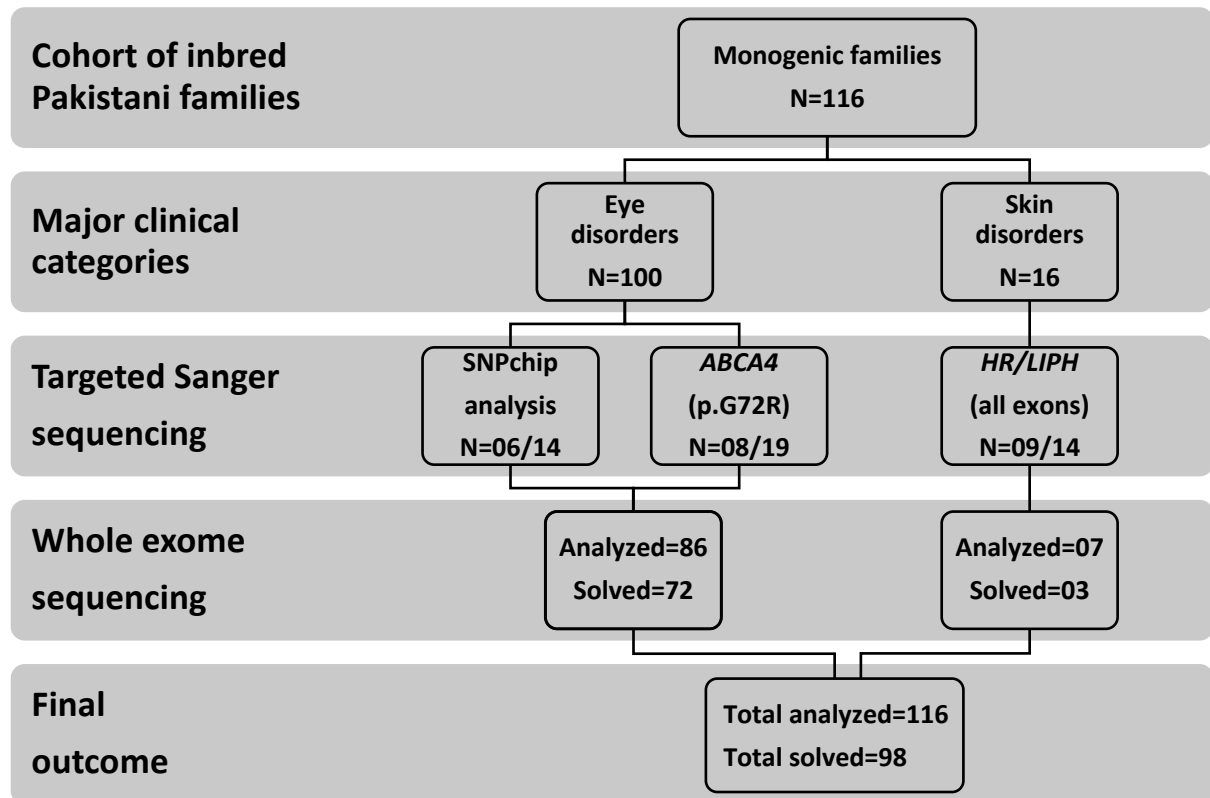 Cohort of inbred
Pakistani families
Monogenic families
N=116
Major clinical
categories
Eye
disorders
N=100
Skin
disorders
N=16
Targeted Sanger
sequencing
SNPchip
analysis
N=06/14
ABCA4
(p.G72R)
N=08/19
HR/LIPH
(all exons)
N=09/14
Whole exome
sequencing
Analyzed=86
Solved=72
Analyzed=07
Solved=03
Final
outcome
Total analyzed=116
Total solved=98